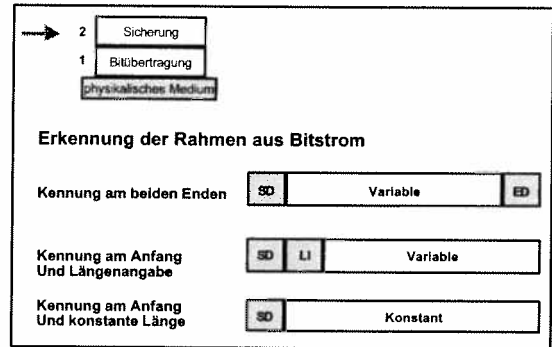 2 Sicherung
1 Bitübertragung
physikalisches Medium
Erkennung der Rahmen aus Bitstrom
Kennung am beiden Enden SD Variable ED
Kennung am Anfang
Und Längenangabe SD LI Variable
Kennung am Anfang
Und konstante Länge SD Konstant